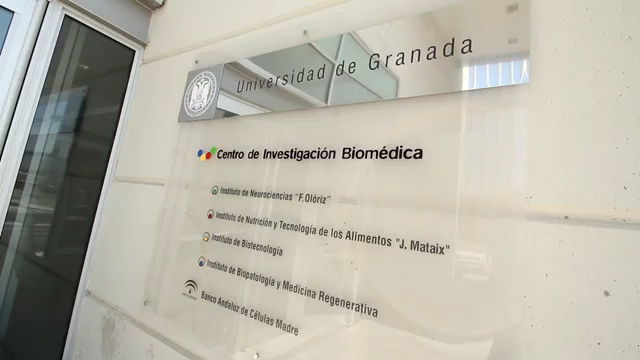 Universidad de Granada
Centro de Investigación Biomédica
Instituto de Neurociencias "F.Olóriz"
Instituto de Nutrición y Tecnología de los Alimentos "J. Mataix"
Instituto de Biotecnología
Instituto de Biopatología y Medicina Regenerativa
Banco Andaluz de Células Madre